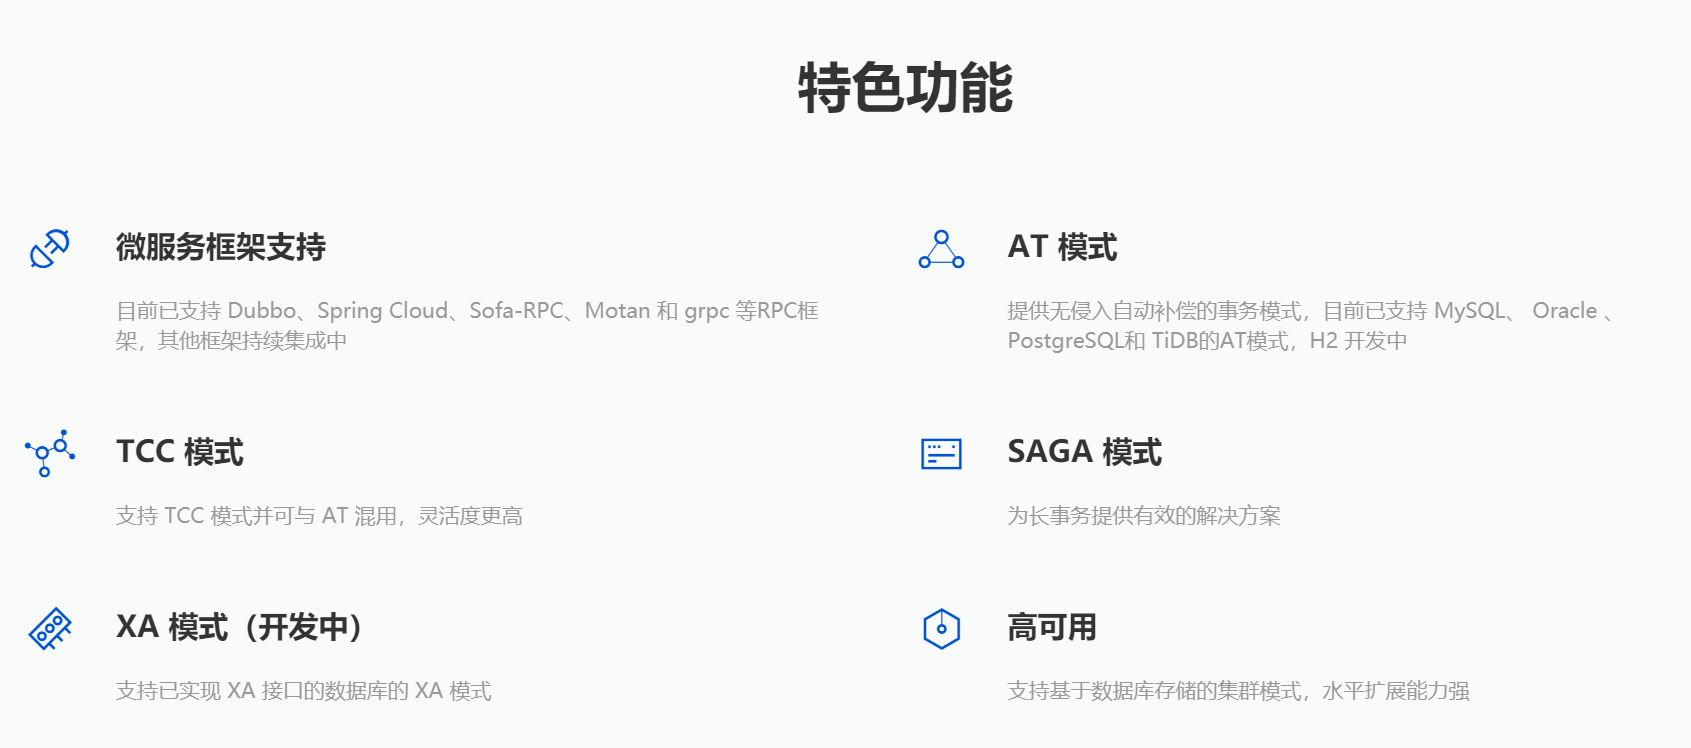 特色功能
微服务框架支持
目前已支持 Dubbo、Spring Cloud、Sofa-RPC、Motan 和 grpc 等RPC框
架，其他框架持续集成中
AT 模式
提供无侵入自动补偿的事务模式，目前已支持 MySQL、 Oracle 、
PostgreSQL和 TiDB的AT模式，H2 开发中
TCC 模式
支持 TCC 模式并可与 AT 混用，灵活度更高
SAGA 模式
为长事务提供有效的解决方案
XA 模式（开发中）
支持已实现 XA 接口的数据库的 XA 模式
高可用
支持基于数据库存储的集群模式，水平扩展能力强